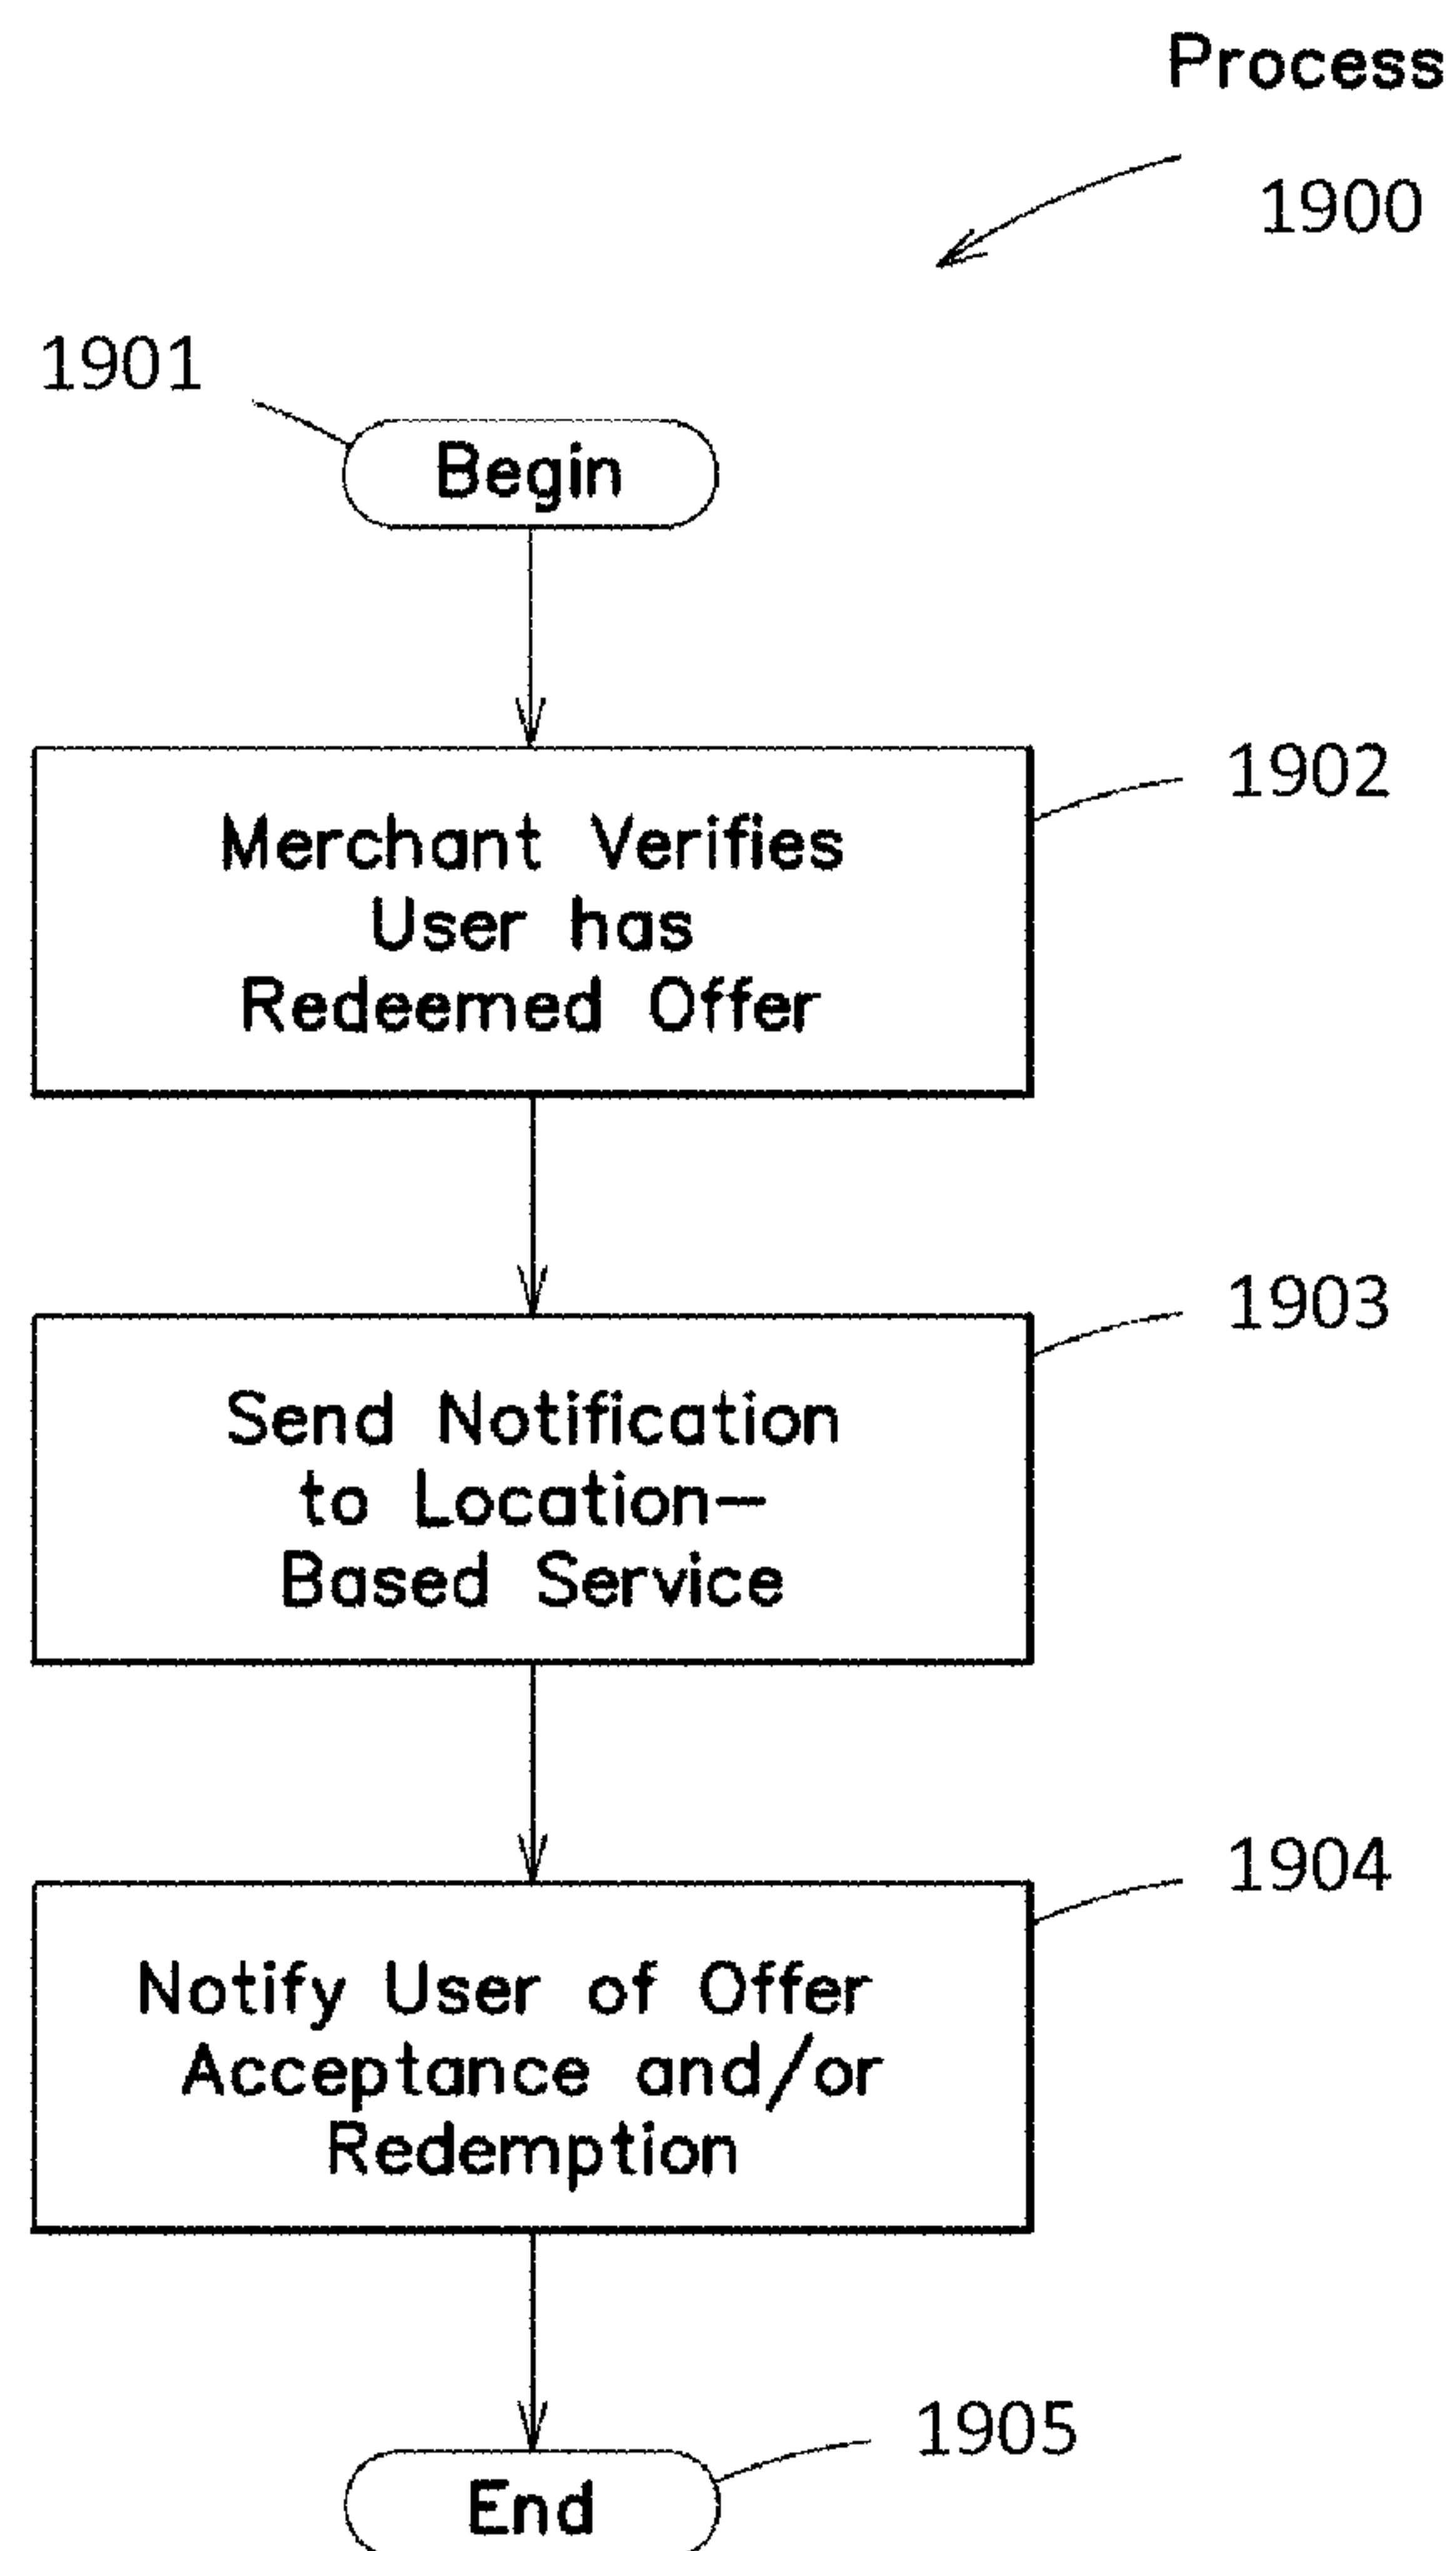 Process
1900
1901
Begin
1902
Merchant Verifies
User has
Redeemed Offer
1903
Send Notification
to Location-
Based Service
1904
Notify User of Offer
Acceptance and/or
Redemption
1905
End